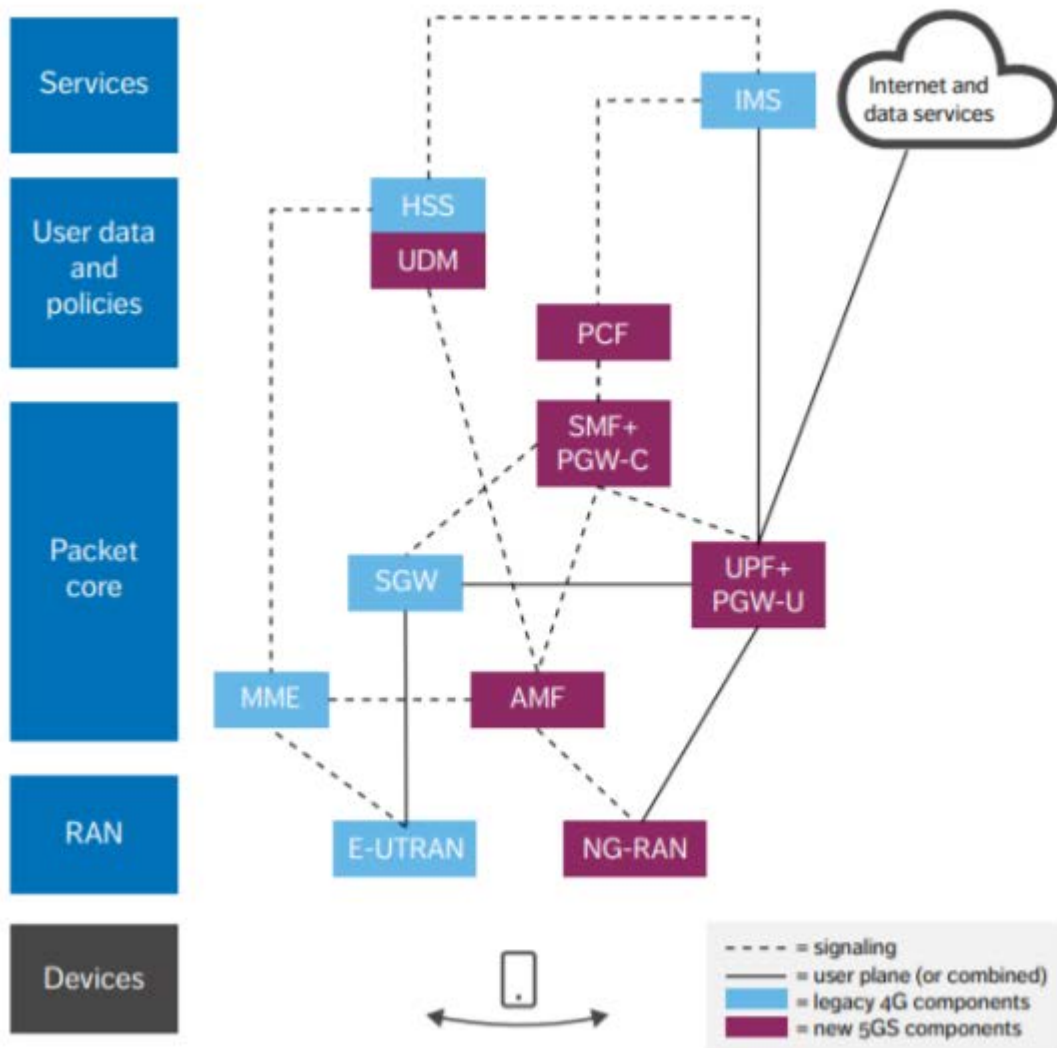 Services
IMS
Internet and
data services
User data
and
policies
HSS
UDM
PCF
Packet
core
SMF+
PGW-C
SGW
UPF+
PGW-U
MME
AMF
RAN
E-UTRAN
NG-RAN
Devices
= signaling
= user plane (or combined)
= legacy 4G components
= new 5GS components